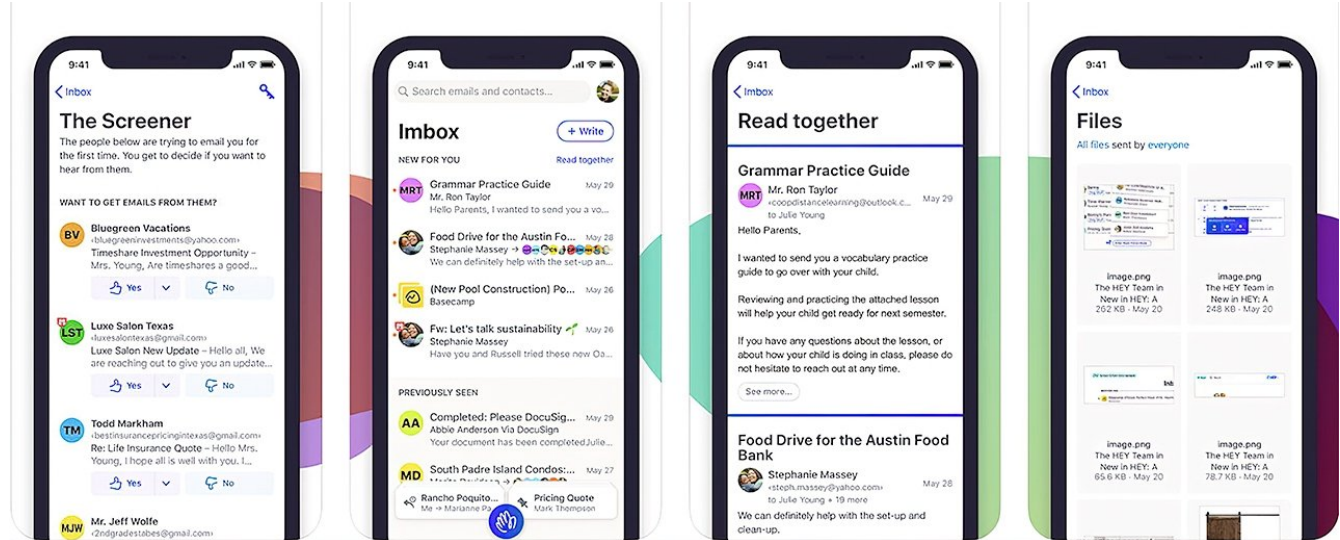 9:41
Inbox
The Screener
The people below are trying to email you for
the first time. You get to decide if you want to
hear from them.
WANT TO GET EMAILS FROM THEM?
BV
Bluegreen Vacations
‹bluegreeninvestments@yahoo.com›
Timeshare Investment Opportunity –
Mrs. Young, Are timeshares a good...
Yes
No
LST
Luxe Salon Texas
‹luxesalontexas@gmail.com›
Luxe Salon New Update – Hello all, We
are reaching out to give you an update...
Yes
No
TM
Todd Markham
‹bestinsurancepricingintexas@gmail.com›
Re: Life Insurance Quote – Hello Mrs.
Young, I hope all is well with you. I...
Yes
No
MJW
Mr. Jeff Wolfe
‹2ndgradestabes@gmail.com›
9:41
Search emails and contacts...
Imbox
+ Write
NEW FOR YOU
Read together
MRT
Grammar Practice Guide
May 29
Mr. Ron Taylor
Hello Parents, I wanted to send you a vo...
Food Drive for the Austin Fo...
May 28
Stephanie Massey →
We can definitely help with the set-up an...
(New Pool Construction) Po...
May 26
Basecamp
Fw: Let's talk sustainability
May 26
Stephanie Massey
Have you and Russell tried these new Oa...
PREVIOUSLY SEEN
AA
Completed: Please DocuSig...
May 29
Abbie Anderson Via DocuSign
Your document has been completedJulie...
MD
South Padre Island Condos:...
May 27
Rancho Poquito...
Me → Marianne Pa
Pricing Quote
Mark Thompson
9:41
Imbox
Read together
Grammar Practice Guide
MRT
Mr. Ron Taylor
‹coopdistancelearning@outlook.c...
May 29
to Julie Young
Hello Parents,
I wanted to send you a vocabulary practice
guide to go over with your child.
Reviewing and practicing the attached lesson
will help your child get ready for next semester.
If you have any questions about the lesson, or
about how your child is doing in class, please do
not hesitate to reach out at any time.
See more...
Food Drive for the Austin Food
Bank
Stephanie Massey
‹steph.massey@yahoo.com›
May 28
to Julie Young + 19 more
We can definitely help with the set-up and
clean-up.
9:41
Inbox
Files
All files sent by everyone
image.png
The HEY Team in
New in HEY: A
262 KB · May 20
image.png
The HEY Team in
New in HEY: A
248 KB · May 20
image.png
The HEY Team in
New in HEY: A
65.6 KB · May 20
image.png
The HEY Team in
New in HEY: A
78.7 KB · May 20